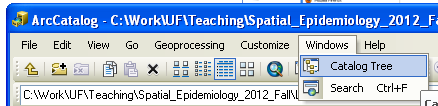 ArcCatalog - C:\Work\UF\Teaching\Spatial_Epidemiology_2012_Fall
File Edit View Go Geoprocessing Customize Windows Help
Catalog Tree
Search Ctrl+F
C:\Work\UF\Teaching\Spatial_Epidemiology_2012_Fall\